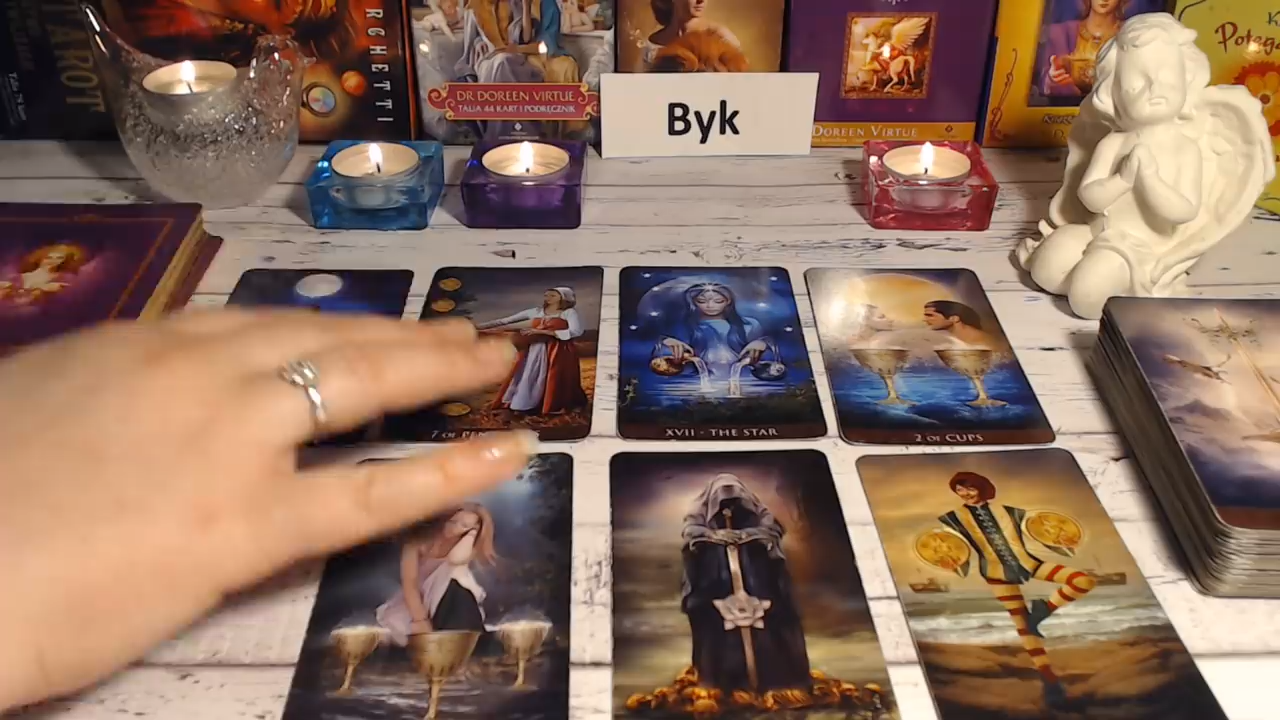 TAROT
RCHETTI
DR DOREEN VIRTUE
TALIA 44 KART I PODRĘCZNIK
Byk
DOREEN VIRTUE
Potęga
7 OF
XVII - THE STAR
2 OF CUPS